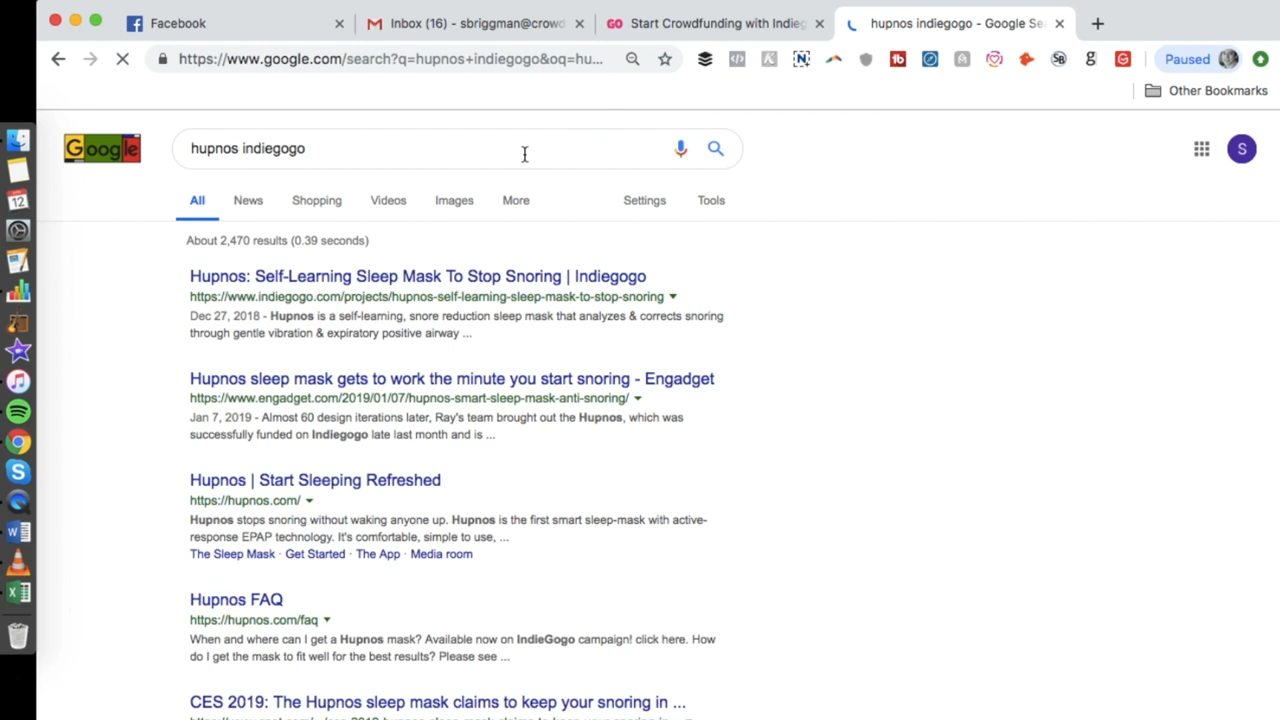 Facebook
Inbox (16) - sbriggman@crowd
GO Start Crowdfunding with Indieg
hupnos indiegogo - Google Se
https://www.google.com/search?q=hupnos+indiegogo&oq=hu...
Paused
Other Bookmarks
Google
hupnos indiegogo
S
All News Shopping Videos Images More Settings Tools
About 2,470 results (0.39 seconds)
Hupnos: Self-Learning Sleep Mask To Stop Snoring | Indiegogo
https://www.indiegogo.com/projects/hupnos-self-learning-sleep-mask-to-stop-snoring
Dec 27, 2018 - Hupnos is a self-learning, snore reduction sleep mask that analyzes & corrects snoring
through gentle vibration & expiratory positive airway ...
Hupnos sleep mask gets to work the minute you start snoring - Engadget
https://www.engadget.com/2019/01/07/hupnos-smart-sleep-mask-anti-snoring/
Jan 7, 2019 - Almost 60 design iterations later, Ray's team brought out the Hupnos, which was
successfully funded on Indiegogo late last month and is ...
Hupnos | Start Sleeping Refreshed
https://hupnos.com/
Hupnos stops snoring without waking anyone up. Hupnos is the first smart sleep-mask with active-
response EPAP technology. It's comfortable, simple to use, ...
The Sleep Mask · Get Started · The App · Media room
Hupnos FAQ
https://hupnos.com/faq
When and where can I get a Hupnos mask? Available now on IndieGogo campaign! click here. How
do I get the mask to fit well for the best results? Please see ...
CES 2019: The Hupnos sleep mask claims to keep your snoring in ...